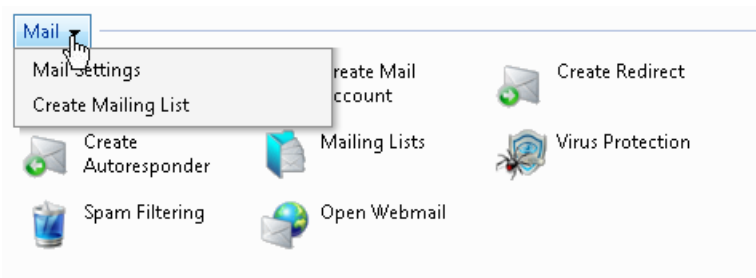 Mail
Mail Settings
Create Mailing List
reate Mail
ccount
Create Redirect
Create
Autoresponder
Mailing Lists
Virus Protection
Spam Filtering
Open Webmail